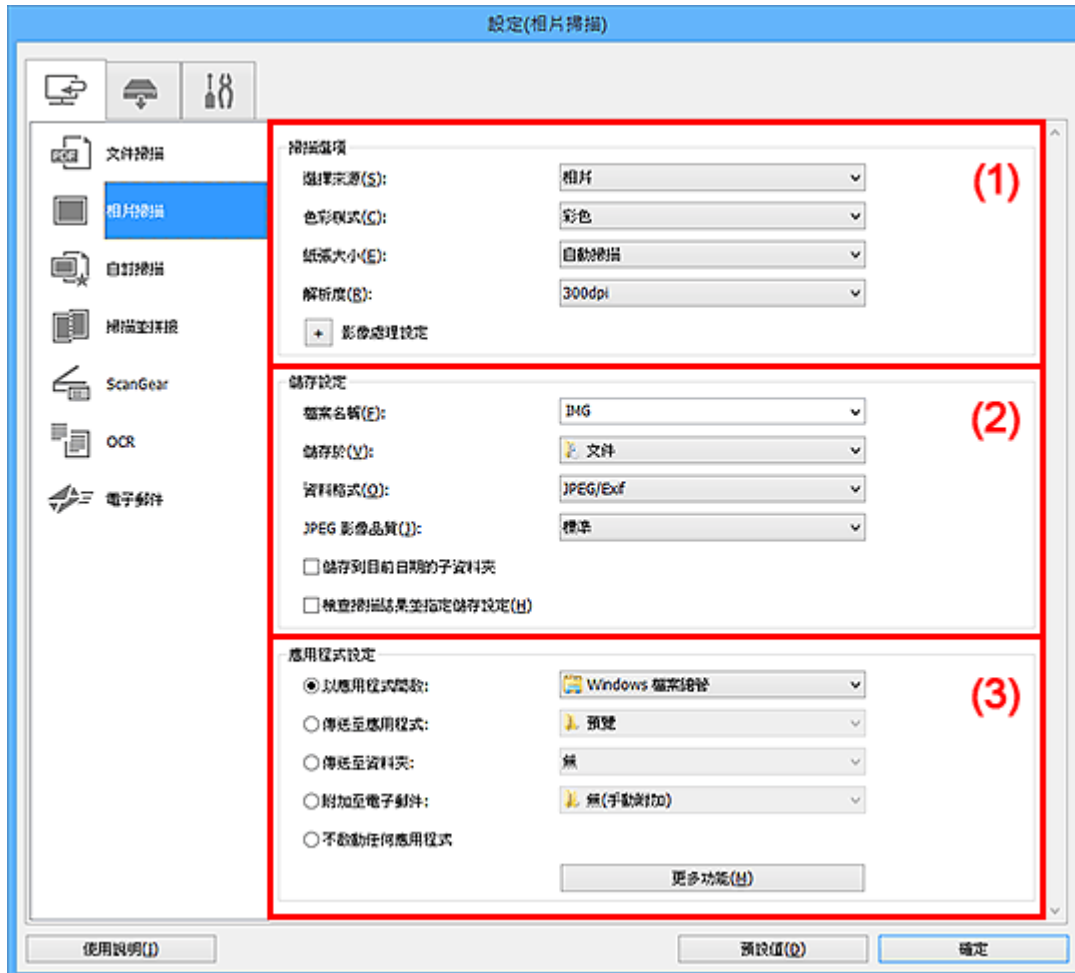 設定(相片掃描)
文件掃描
相片掃描
自訂掃描
掃描並拼接
ScanGear
OCR
電子郵件
掃描選項
(1)
選擇來源(S): 相片
色彩模式(C): 彩色
紙張大小(E): 自動掃描
解析度(R): 300dpi
+ 影像處理設定
儲存設定
(2)
檔案名稱(F): IMG
儲存於(V): 文件
資料格式(O): JPEG/Exif
JPEG 影像品質(J): 標準
儲存到目前日期的子資料夾
檢查掃描結果並指定儲存設定(H)
應用程式設定
(3)
以應用程式開啟: Windows 檔案總管
傳送至應用程式: 預覽
傳送至資料夾: 無
附加至電子郵件: 無(手動附加)
不啟動任何應用程式
更多功能(H)
使用說明(I)
預設值(D)
確定